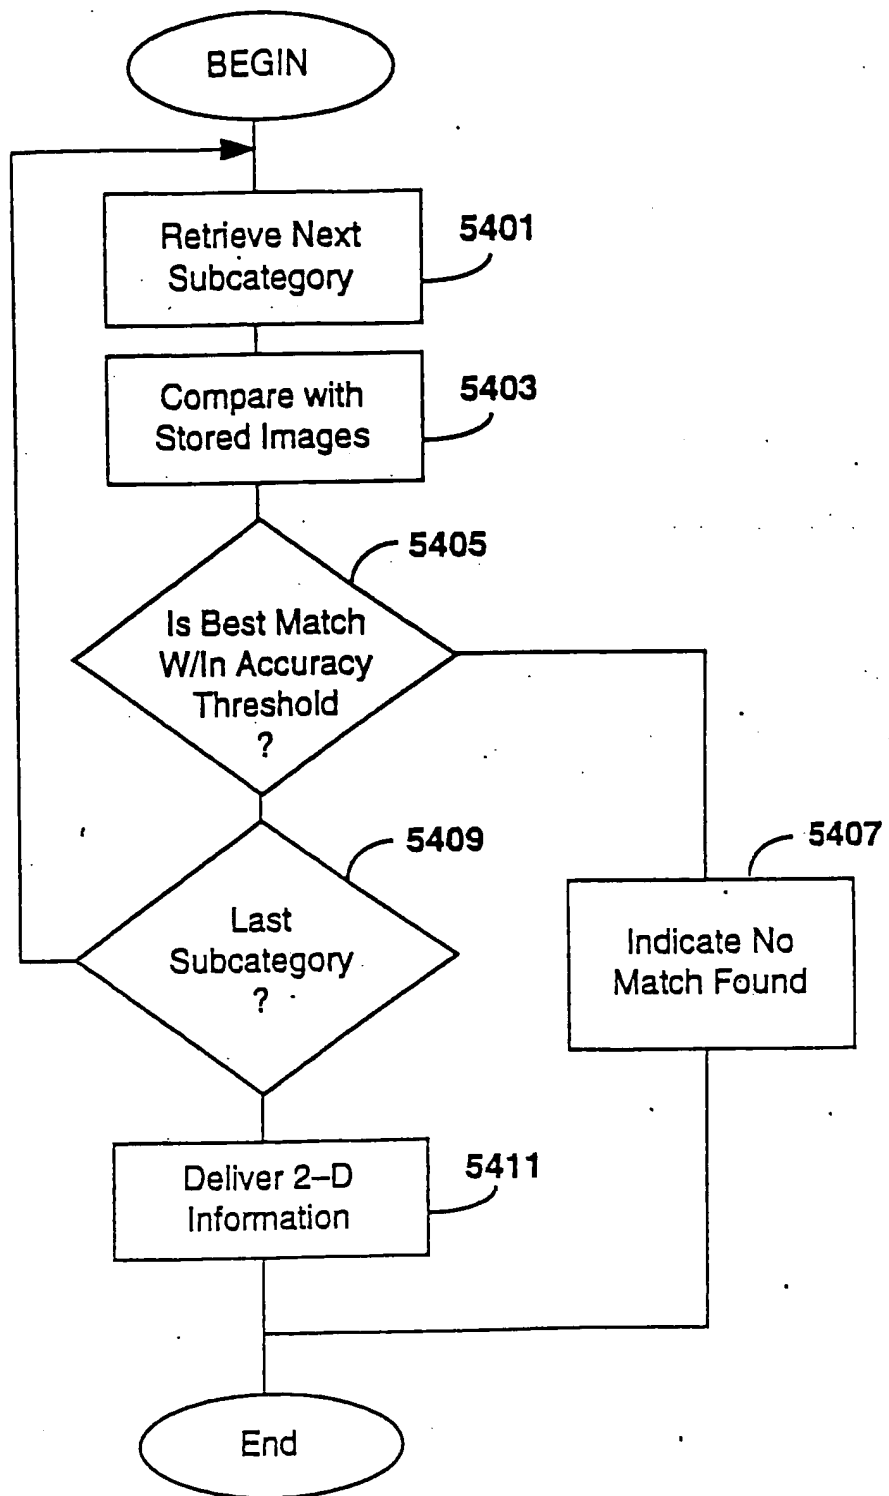 BEGIN
Retrieve Next
Subcategory
5401
Compare with
Stored Images
5403
5405
Is Best Match
W/In Accuracy
Threshold
?
5409
Last
Subcategory
?
5407
Indicate No
Match Found
Deliver 2–D
Information
5411
End